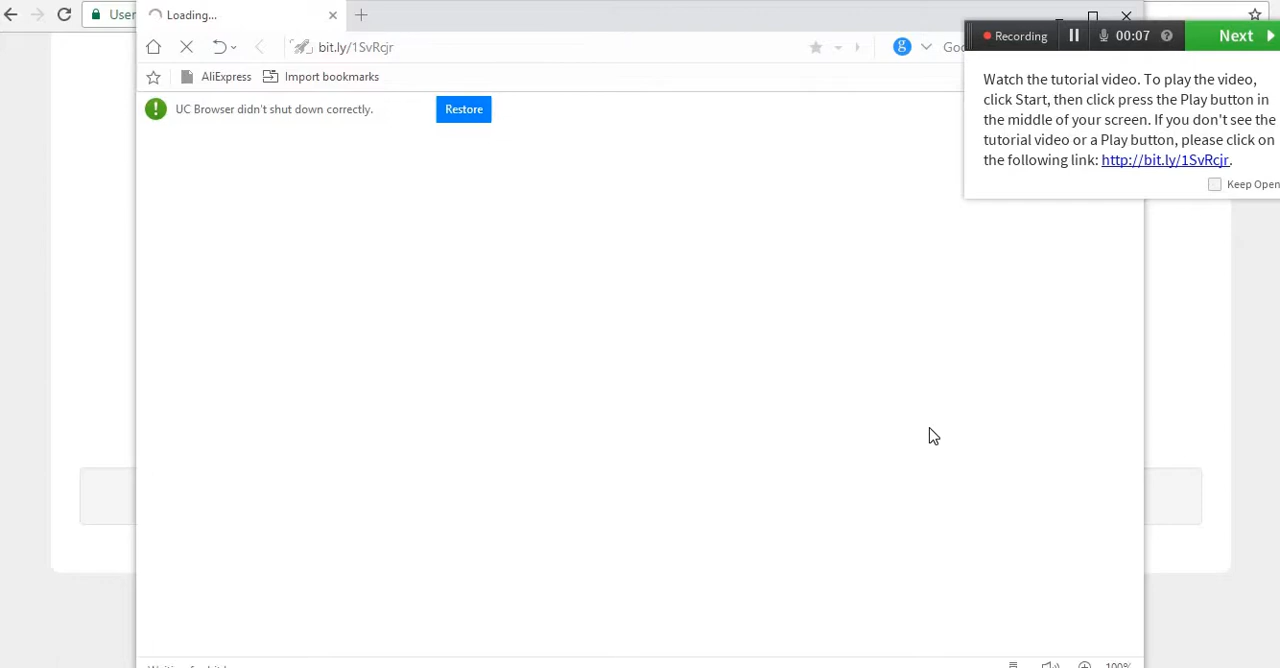 User
Loading...
bit.ly/1SvRcjr
Goo
AliExpress Import bookmarks
UC Browser didn't shut down correctly. Restore
Recording 00:07 Next
Watch the tutorial video. To play the video,
click Start, then click press the Play button in
the middle of your screen. If you don't see the
tutorial video or a Play button, please click on
the following link: http://bit.ly/1SvRcjr.
Keep Open
100%